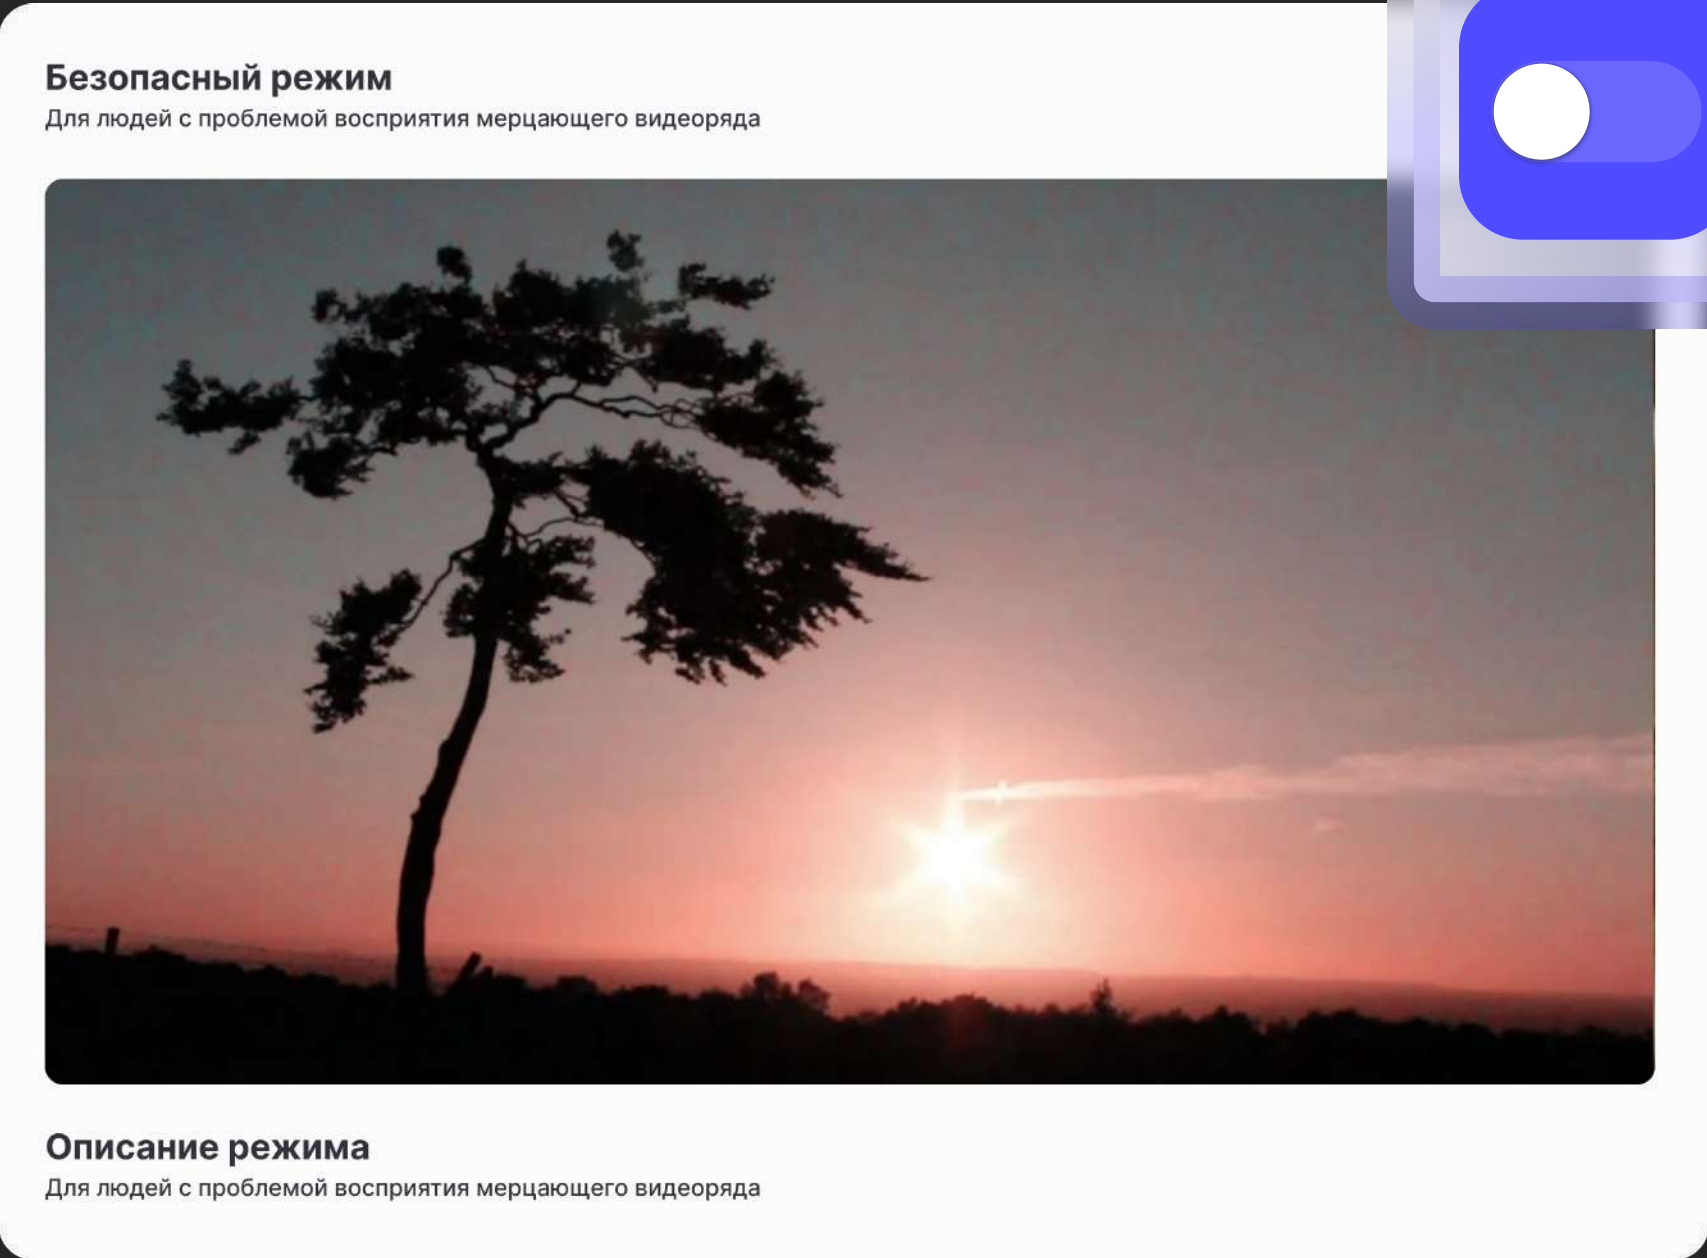 Безопасный режим
Для людей с проблемой восприятия мерцающего видеоряда
Описание режима
Для людей с проблемой восприятия мерцающего видеоряда